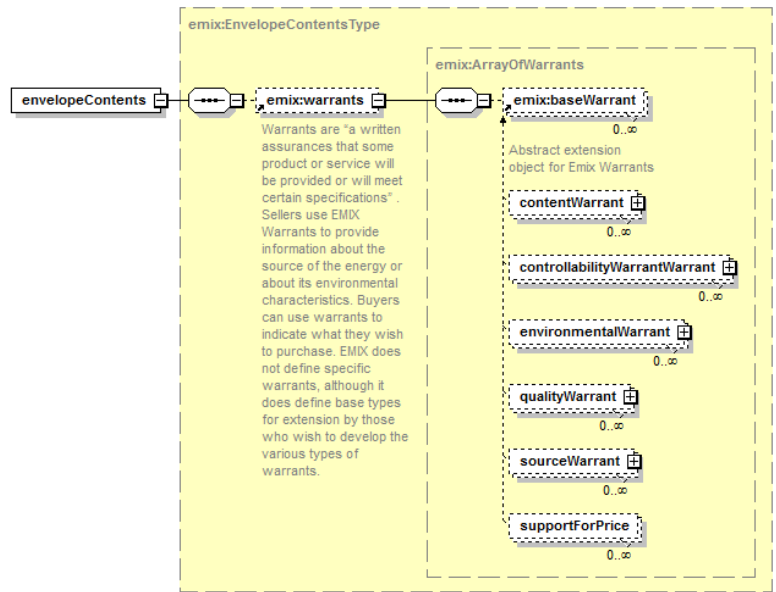 emix:EnvelopeContentsType
emix:ArrayOfWarrants
envelopeContents
emix:warrants
Warrants are “a written
assurances that some
product or service will
be provided or will meet
certain specifications” .
Sellers use EMIX
Warrants to provide
information about the
source of the energy or
about its environmental
characteristics. Buyers
can use warrants to
indicate what they wish
to purchase. EMIX does
not define specific
warrants, although it
does define base types
for extension by those
who wish to develop the
various types of
warrants.
emix:baseWarrant
0..∞
Abstract extension
object for Emix Warrants
contentWarrant
0..∞
controllabilityWarrantWarrant
0..∞
environmentalWarrant
0..∞
qualityWarrant
0..∞
sourceWarrant
0..∞
supportForPrice
0..∞